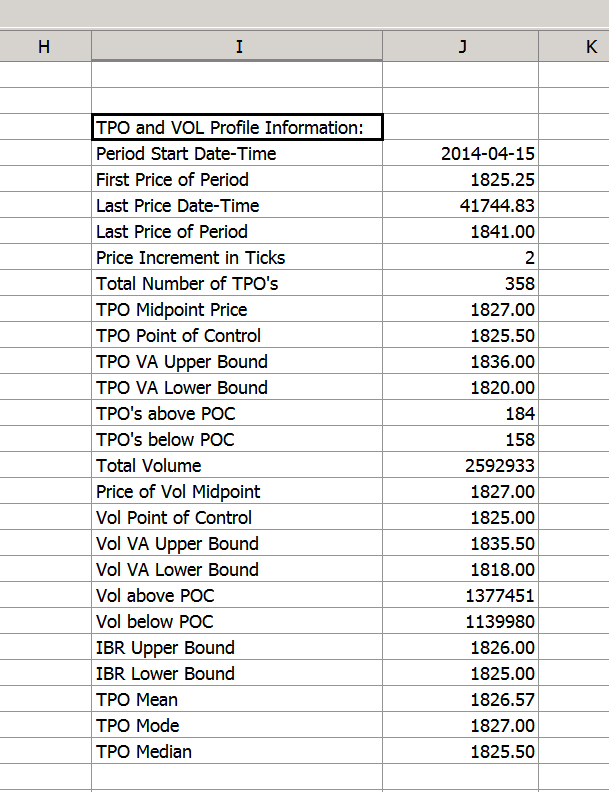 H I J K
TPO and VOL Profile Information:
Period Start Date-Time 2014-04-15
First Price of Period 1825.25
Last Price Date-Time 41744.83
Last Price of Period 1841.00
Price Increment in Ticks 2
Total Number of TPO's 358
TPO Midpoint Price 1827.00
TPO Point of Control 1825.50
TPO VA Upper Bound 1836.00
TPO VA Lower Bound 1820.00
TPO's above POC 184
TPO's below POC 158
Total Volume 2592933
Price of Vol Midpoint 1827.00
Vol Point of Control 1825.00
Vol VA Upper Bound 1835.50
Vol VA Lower Bound 1818.00
Vol above POC 1377451
Vol below POC 1139980
IBR Upper Bound 1826.00
IBR Lower Bound 1825.00
TPO Mean 1826.57
TPO Mode 1827.00
TPO Median 1825.50